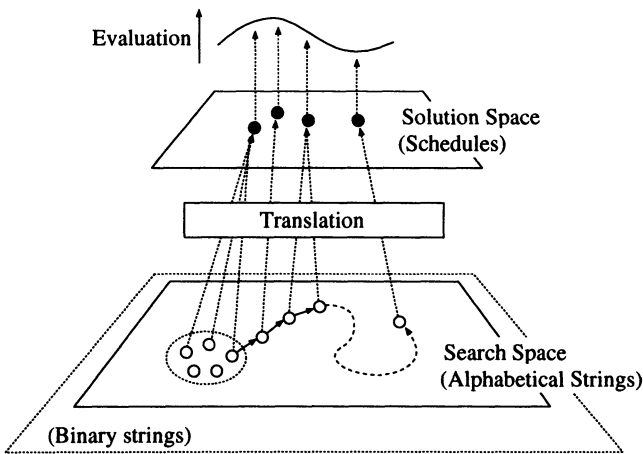 Evaluation
Solution Space
(Schedules)
Translation
Search Space
(Alphabetical Strings)
(Binary strings)